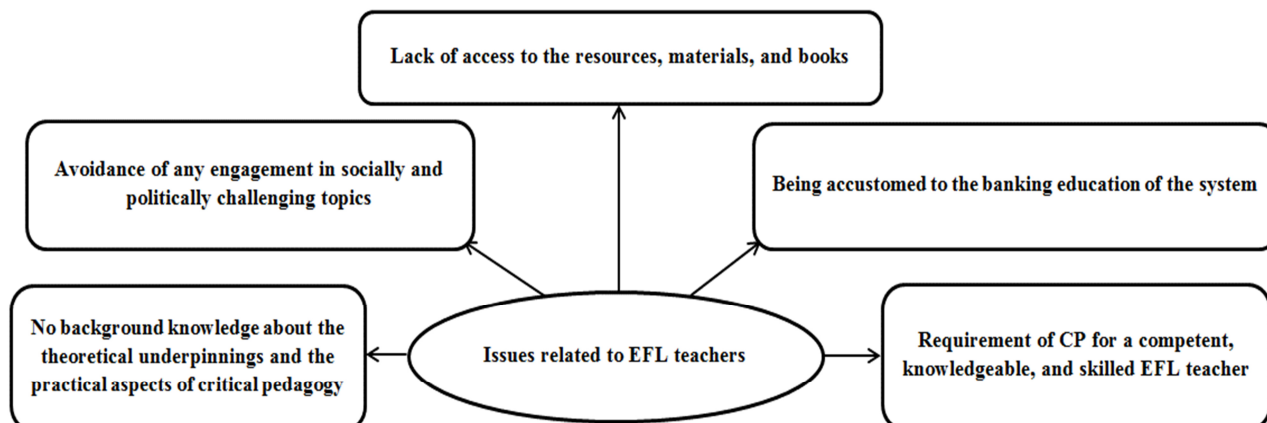 Lack of access to the resources, materials, and books
Avoidance of any engagement in socially and
politically challenging topics
Being accustomed to the banking education of the system
No background knowledge about the
theoretical underpinnings and the
practical aspects of critical pedagogy
Issues related to EFL teachers
Requirement of CP for a competent,
knowledgeable, and skilled EFL teacher